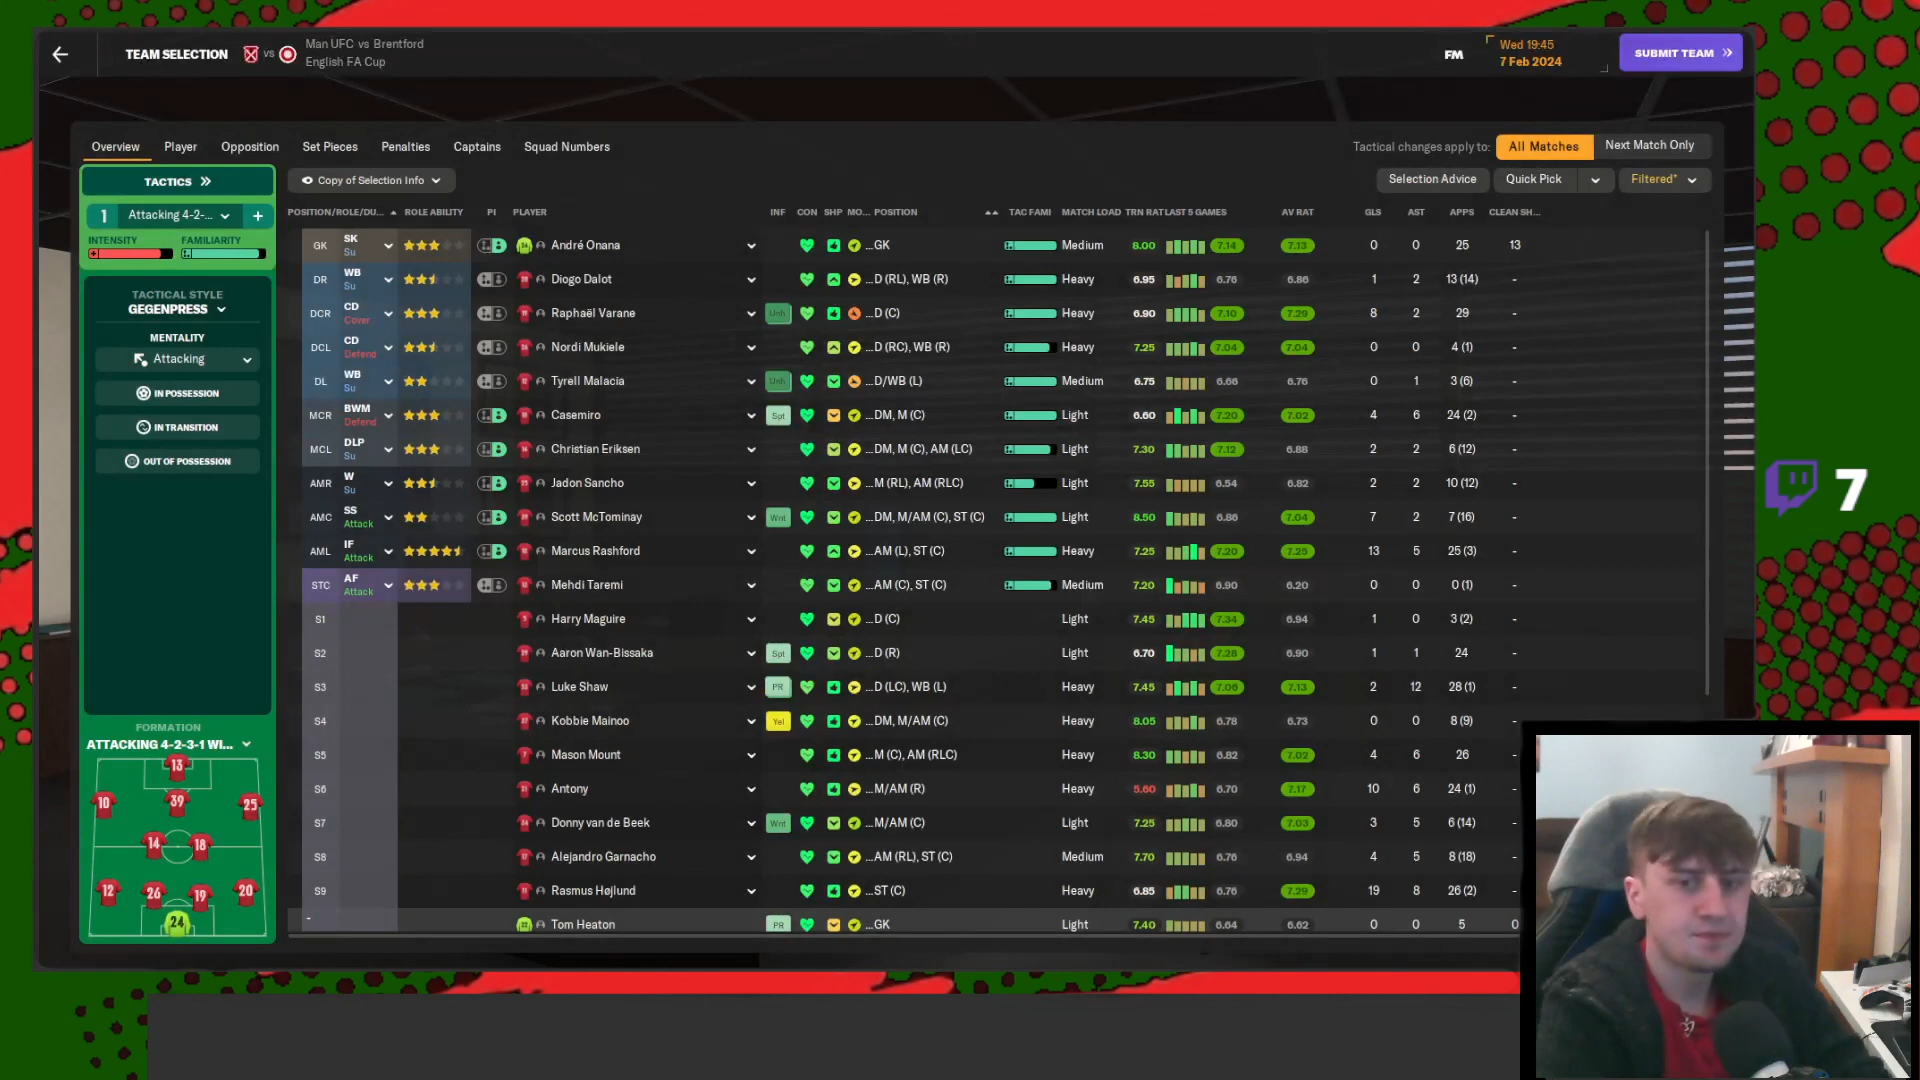 TEAM SELECTION vs Man UFC vs Brentford
English FA Cup
FM
Wed 19:45
7 Feb 2024
SUBMIT TEAM
Overview Player Opposition Set Pieces Penalties Captains Squad Numbers
Tactical changes apply to: All Matches Next Match Only
TACTICS
Copy of Selection Info
Selection Advice Quick Pick Filtered*
1 Attacking 4-2-... +
INTENSITY FAMILIARITY
TACTICAL STYLE
GEGENPRESS
MENTALITY
Attacking
IN POSSESSION
IN TRANSITION
OUT OF POSSESSION
FORMATION
ATTACKING 4-2-3-1 WI...
13
10 39 25
14 18
12 26 19 20
24
POSITION/ROLE/DU... ROLE ABILITY PI PLAYER INF CON SHP MO... POSITION TAC FAMI MATCH LOAD TRN RAT LAST 5 GAMES AV RAT GLS AST APPS CLEAN SH...
GK SK Su André Onana ...GK Medium 8.00 7.14 7.13 0 0 25 13
DR WB Su Diogo Dalot ...D (RL), WB (R) Heavy 6.95 6.76 6.86 1 2 13 (14) -
DCR CD Cover Raphaël Varane Unh ...D (C) Heavy 6.90 7.10 7.29 8 2 29 -
DCL CD Defend Nordi Mukiele ...D (RC), WB (R) Heavy 7.25 7.04 7.04 0 0 4 (1) -
DL WB Su Tyrell Malacia Unh ...D/WB (L) Medium 6.75 6.66 6.76 0 1 3 (6) -
MCR BWM Defend Casemiro Spt ...DM, M (C) Light 6.60 7.20 7.02 4 6 24 (2) -
MCL DLP Su Christian Eriksen ...DM, M (C), AM (LC) Light 7.30 7.12 6.88 2 2 6 (12) -
AMR W Su Jadon Sancho ...M (RL), AM (RLC) Light 7.55 6.54 6.82 2 2 10 (12) -
AMC SS Attack Scott McTominay Wnt ...DM, M/AM (C), ST (C) Light 8.50 6.86 7.04 7 2 7 (16) -
AML IF Attack Marcus Rashford ...AM (L), ST (C) Heavy 7.25 7.20 7.25 13 5 25 (3) -
STC AF Attack Mehdi Taremi ...AM (C), ST (C) Medium 7.20 6.90 6.20 0 0 0 (1) -
S1 Harry Maguire ...D (C) Light 7.45 7.34 6.94 1 0 3 (2) -
S2 Aaron Wan-Bissaka Spt ...D (R) Light 6.70 7.28 6.90 1 1 24 -
S3 Luke Shaw PR ...D (LC), WB (L) Heavy 7.45 7.06 7.13 2 12 28 (1) -
S4 Kobbie Mainoo Yel ...DM, M/AM (C) Heavy 8.05 6.78 6.73 0 0 8 (9) -
S5 Mason Mount ...M (C), AM (RLC) Heavy 8.30 6.82 7.02 4 6 26 -
S6 Antony ...M/AM (R) Heavy 5.60 6.70 7.17 10 6 24 (1) -
S7 Donny van de Beek Wnt ...M/AM (C) Light 7.25 6.80 7.03 3 5 6 (14) -
S8 Alejandro Garnacho ...AM (RL), ST (C) Medium 7.70 6.76 6.94 4 5 8 (18) -
S9 Rasmus Højlund ...ST (C) Heavy 6.85 6.76 7.29 19 8 26 (2) -
- Tom Heaton PR ...GK Light 7.40 6.64 6.62 0 0 5 0
7